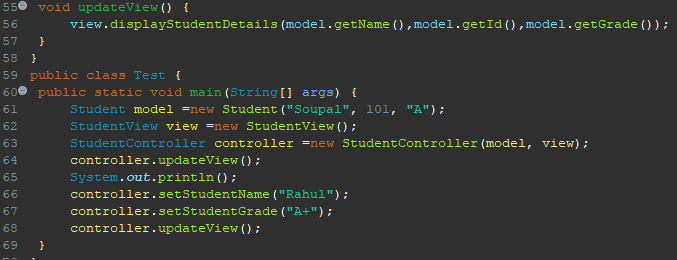 55 void updateView() {
56 view.displayStudentDetails(model.getName(),model.getId(),model.getGrade());
57 }
58 }
59 public class Test {
60 public static void main(String[] args) {
61 Student model =new Student("Soupal", 101, "A");
62 StudentView view =new StudentView();
63 StudentController controller =new StudentController(model, view);
64 controller.updateView();
65 System.out.println();
66 controller.setStudentName("Rahul");
67 controller.setStudentGrade("A+");
68 controller.updateView();
69 }